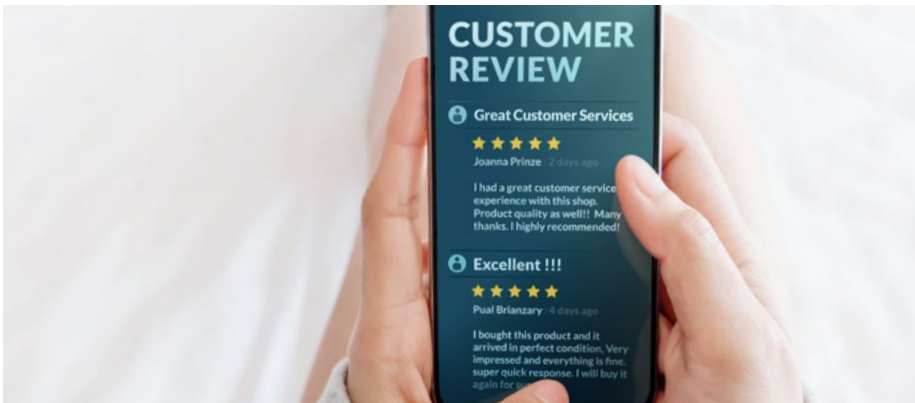 CUSTOMER
REVIEW
Great Customer Services
Joanna Prinze : 2 days ago
I had a great customer service
experience with this shop.
Product quality as well!! Many
thanks. I highly recommended!
Excellent !!!
Pual Brianzary : 4 days ago
I bought this product and it
arrived in perfect condition, Very
impressed and everything is fine.
super quick response. I will buy it
again for